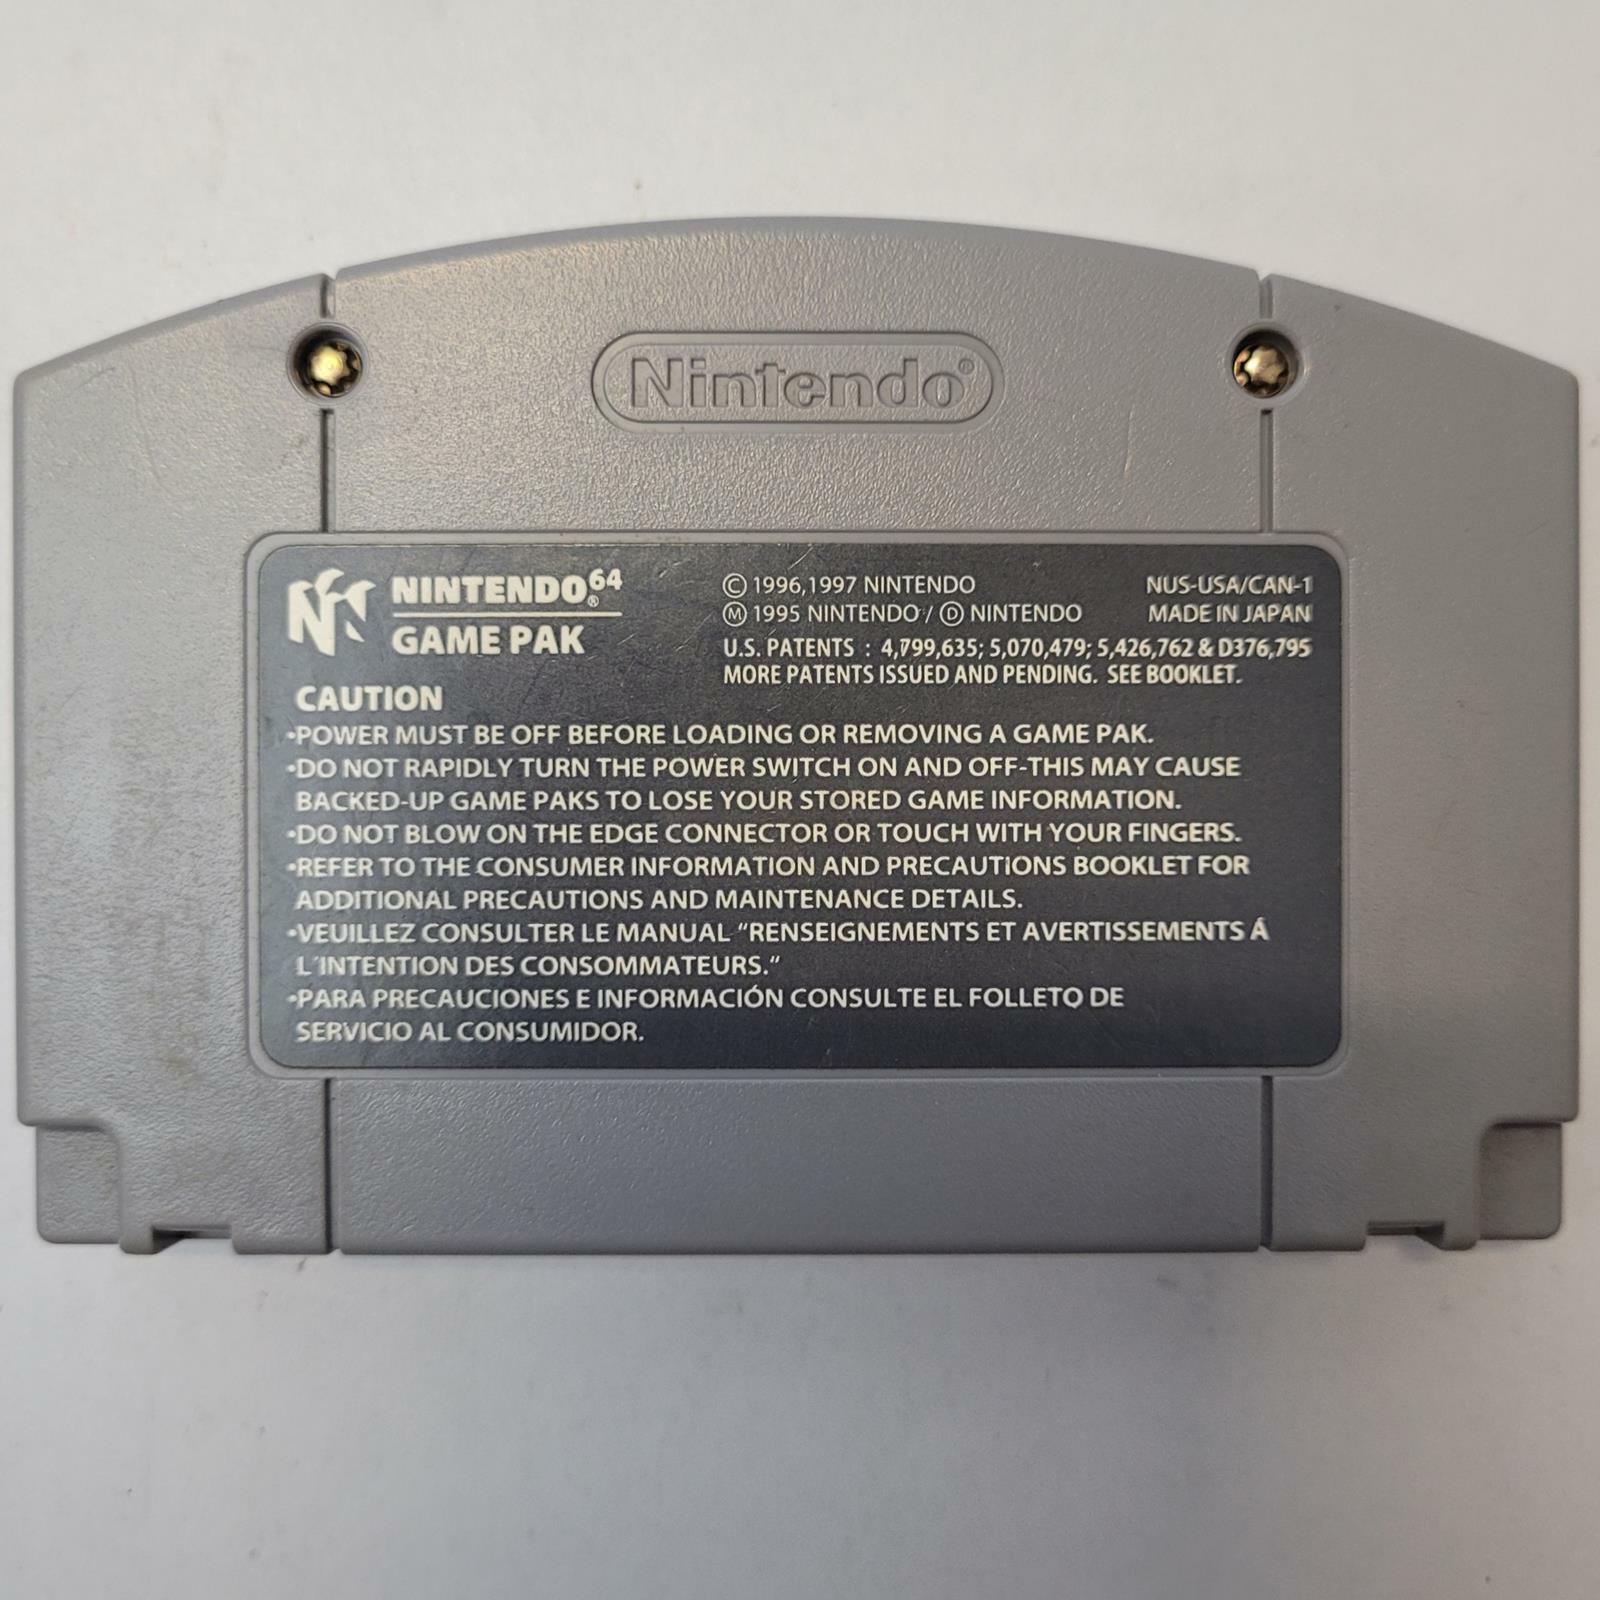 Nintendo®
NINTENDO64®
GAME PAK
© 1996,1997 NINTENDO
Ⓜ 1995 NINTENDO / Ⓓ NINTENDO
NUS-USA/CAN-1
MADE IN JAPAN
U.S. PATENTS : 4,799,635; 5,070,479; 5,426,762 & D376,795
MORE PATENTS ISSUED AND PENDING. SEE BOOKLET.
CAUTION
•POWER MUST BE OFF BEFORE LOADING OR REMOVING A GAME PAK.
•DO NOT RAPIDLY TURN THE POWER SWITCH ON AND OFF-THIS MAY CAUSE
BACKED-UP GAME PAKS TO LOSE YOUR STORED GAME INFORMATION.
•DO NOT BLOW ON THE EDGE CONNECTOR OR TOUCH WITH YOUR FINGERS.
•REFER TO THE CONSUMER INFORMATION AND PRECAUTIONS BOOKLET FOR
ADDITIONAL PRECAUTIONS AND MAINTENANCE DETAILS.
•VEUILLEZ CONSULTER LE MANUAL "RENSEIGNEMENTS ET AVERTISSEMENTS Á
L'INTENTION DES CONSOMMATEURS."
•PARA PRECAUCIONES E INFORMACIÓN CONSULTE EL FOLLETO DE
SERVICIO AL CONSUMIDOR.